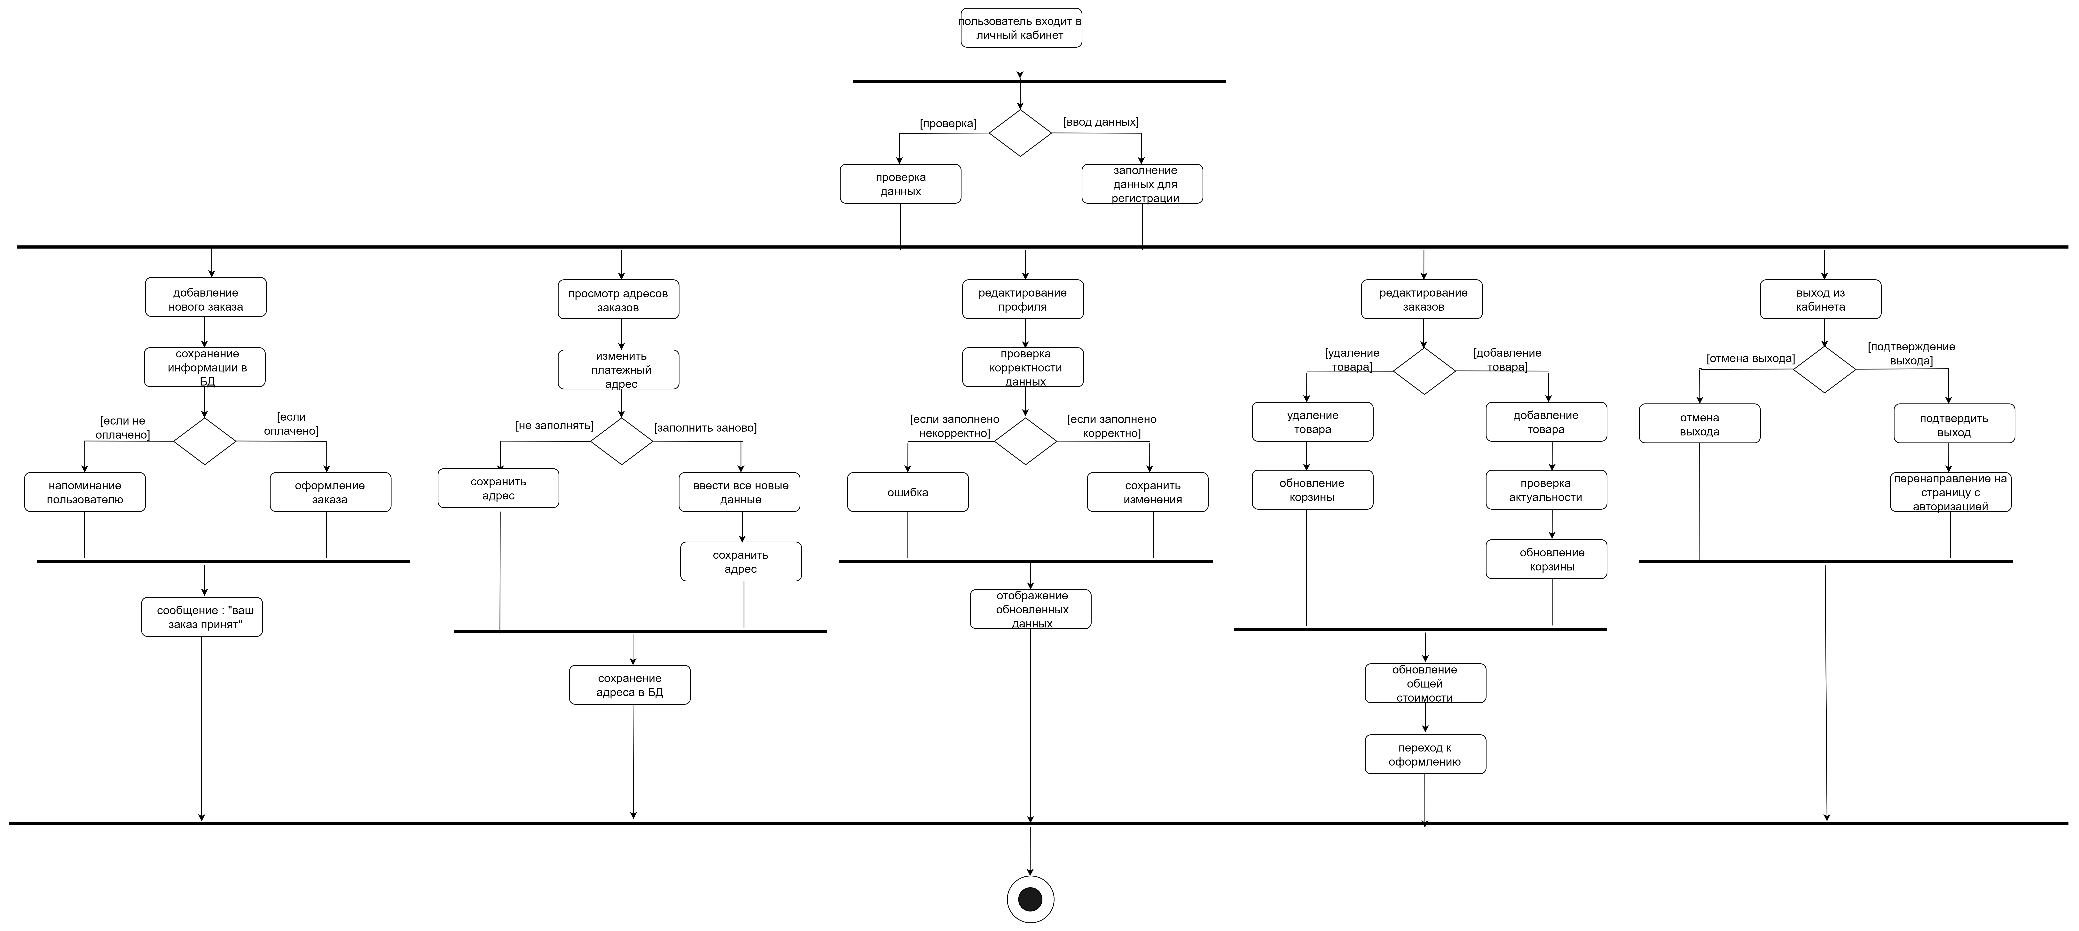 пользователь входит в
личный кабинет
[проверка]
[ввод данных]
проверка
данных
заполнение
данных для
регистрации
добавление
нового заказа
просмотр адресов
заказов
редактирование
профиля
редактирование
заказов
выход из
кабинета
сохранение
информации в
БД
изменить
платежный
адрес
проверка
корректности
данных
[удаление
товара]
[добавление
товара]
[отмена выхода]
[подтверждение
выхода]
[если не
оплачено]
[если
оплачено]
[не заполнять]
[заполнить заново]
[если заполнено
некорректно]
[если заполнено
корректно]
удаление
товара
добавление
товара
отмена
выхода
подтвердить
выход
напоминание
пользователю
оформление
заказа
сохранить
адрес
ввести все новые
данные
ошибка
сохранить
изменения
обновление
корзины
проверка
актуальности
перенаправление на
страницу с
авторизацией
сохранить
адрес
обновление
корзины
сообщение : "ваш
заказ принят"
отображение
обновленных
данных
сохранение
адреса в БД
обновление
общей
стоимости
переход к
оформлению